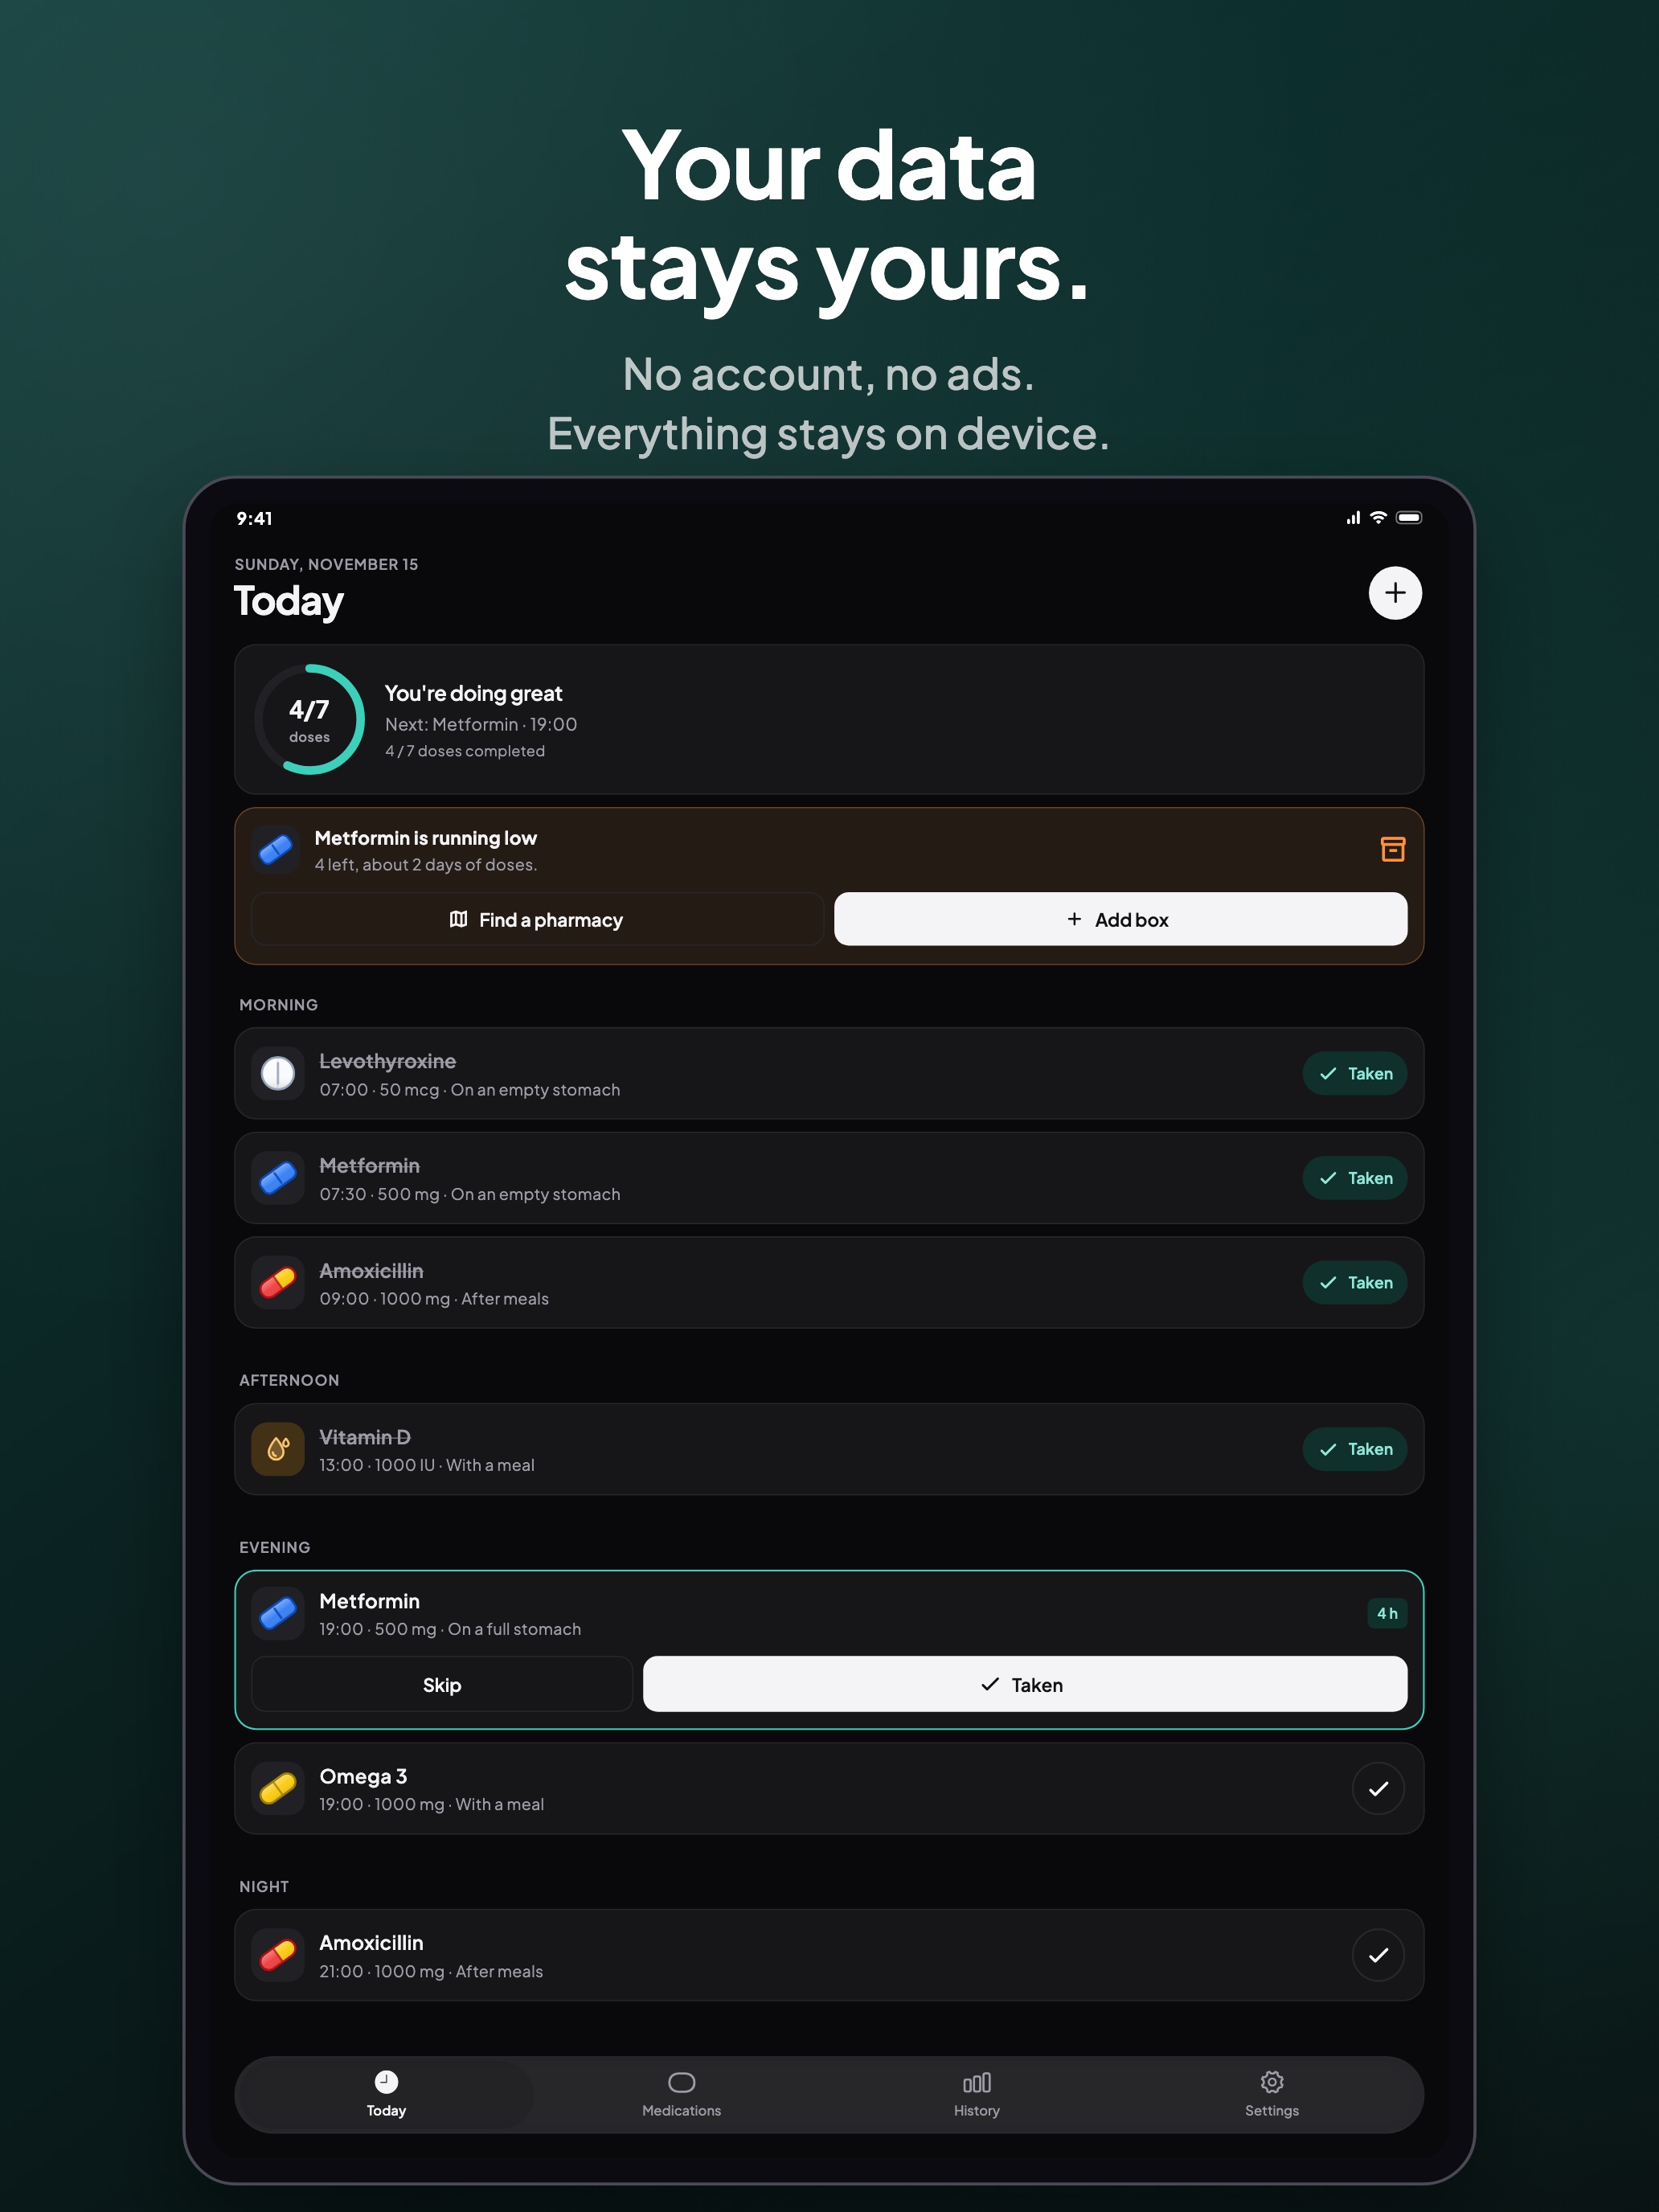 Your data
stays yours.
No account, no ads.
Everything stays on device.
9:41
SUNDAY, NOVEMBER 15
Today
4/7
doses
You're doing great
Next: Metformin · 19:00
4 / 7 doses completed
Metformin is running low
4 left, about 2 days of doses.
Find a pharmacy
Add box
MORNING
Levothyroxine
07:00 · 50 mcg · On an empty stomach
Taken
Metformin
07:30 · 500 mg · On an empty stomach
Taken
Amoxicillin
09:00 · 1000 mg · After meals
Taken
AFTERNOON
Vitamin D
13:00 · 1000 IU · With a meal
Taken
EVENING
Metformin
19:00 · 500 mg · On a full stomach
4 h
Skip
Taken
Omega 3
19:00 · 1000 mg · With a meal
NIGHT
Amoxicillin
21:00 · 1000 mg · After meals
Today
Medications
History
Settings